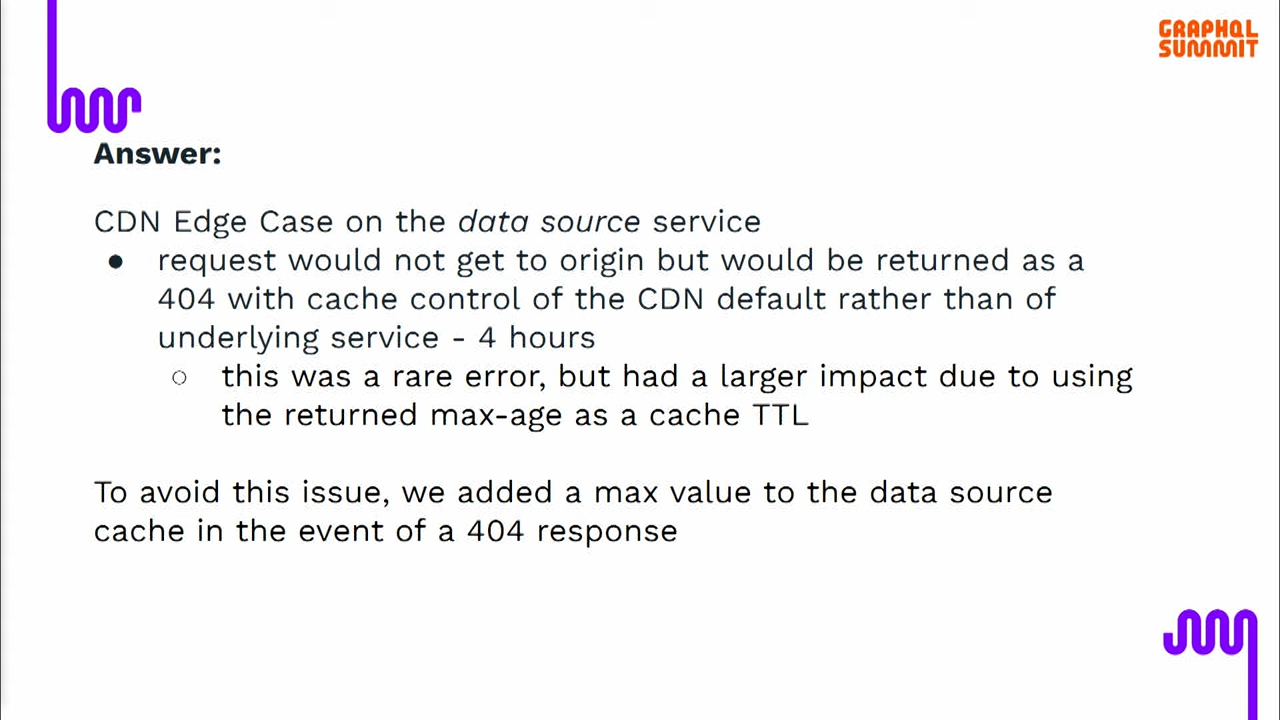 GRAPHQL
SUMMIT
Answer:
CDN Edge Case on the data source service
● request would not get to origin but would be returned as a
404 with cache control of the CDN default rather than of
underlying service - 4 hours
○ this was a rare error, but had a larger impact due to using
the returned max-age as a cache TTL
To avoid this issue, we added a max value to the data source
cache in the event of a 404 response